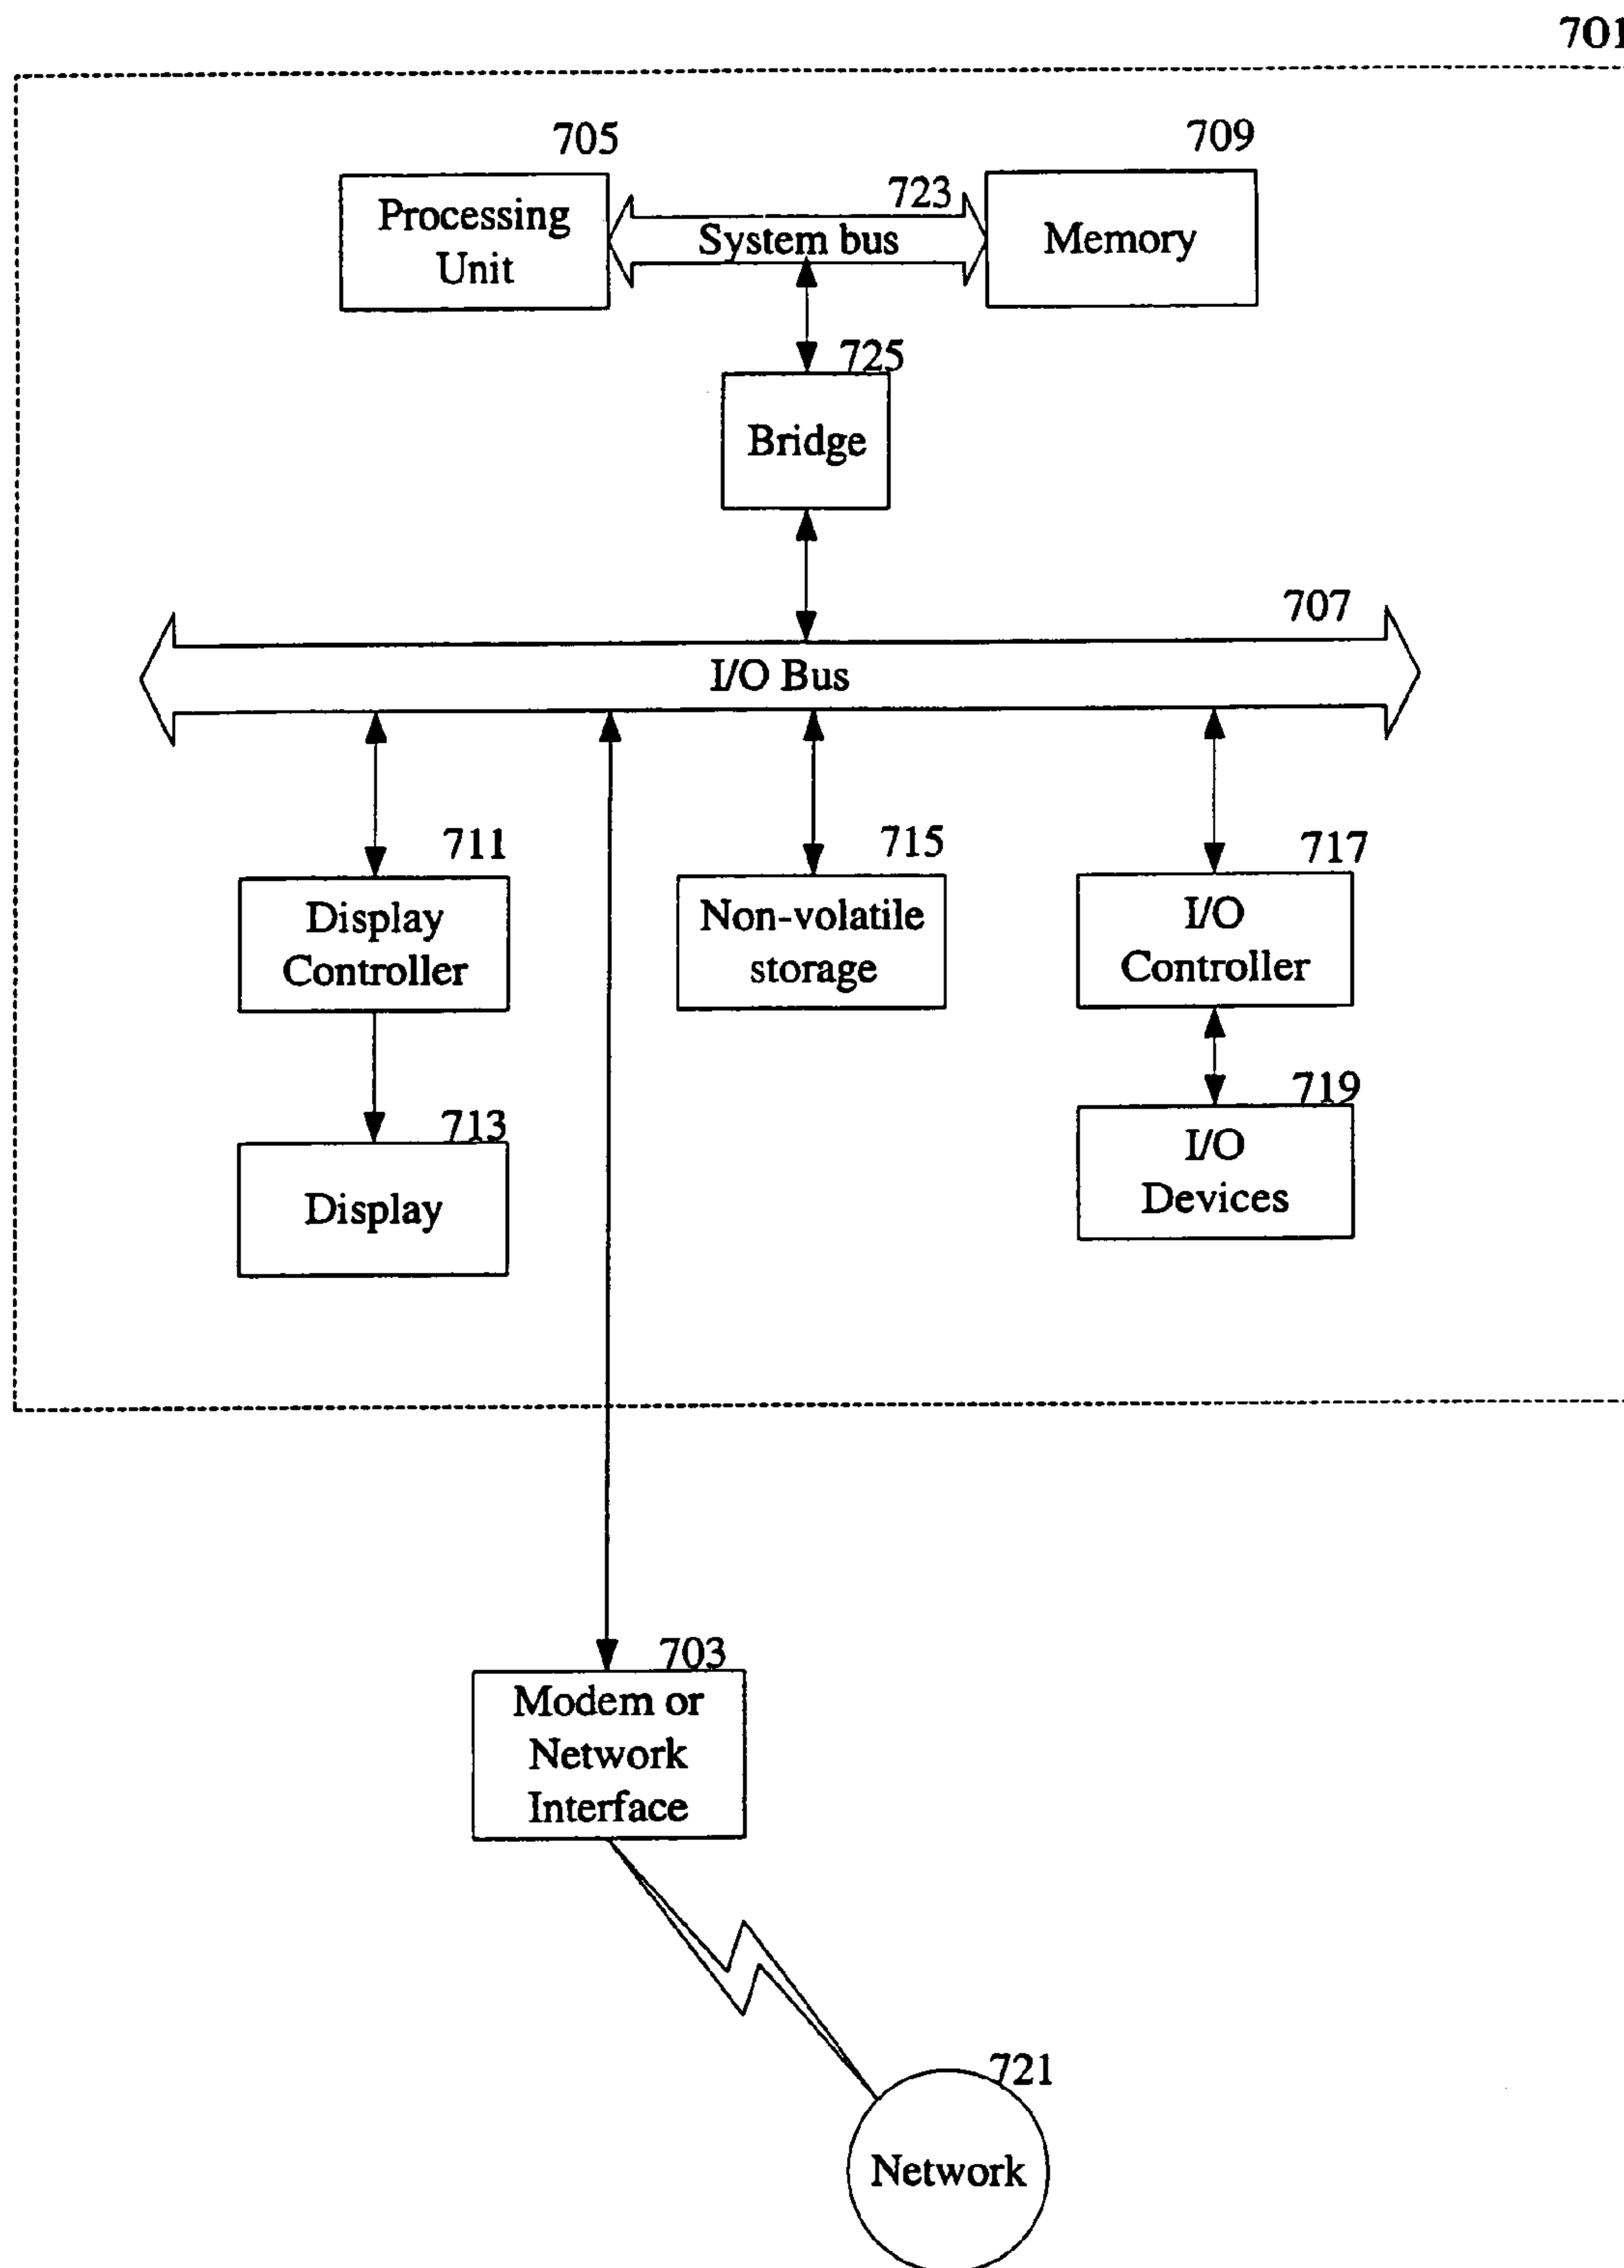 701
705
709
723
Processing
Unit
System bus
Memory
725
Bridge
707
I/O Bus
711
715
717
Display
Controller
Non-volatile
storage
I/O
Controller
713
719
Display
I/O
Devices
703
Modem or
Network
Interface
721
Network